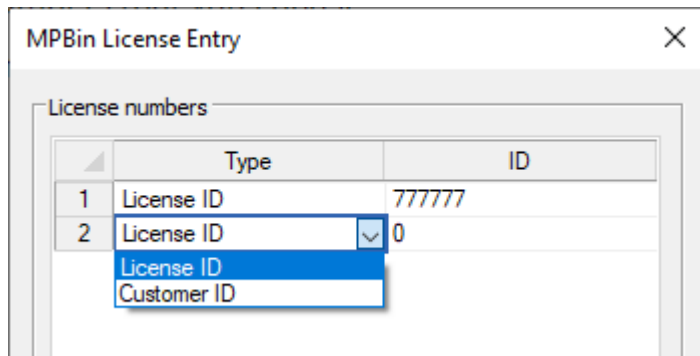 MPBin License Entry
License numbers
Type ID
1 License ID 777777
2 License ID 0
License ID
Customer ID